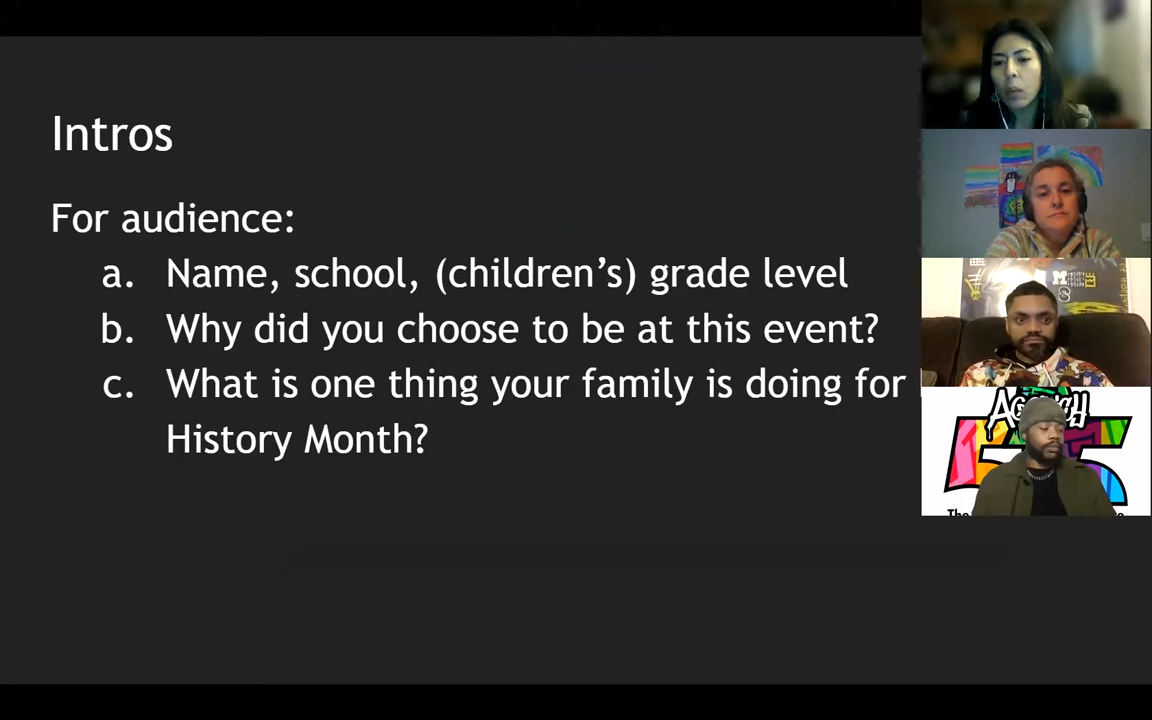 Intros
For audience:
a. Name, school, (children’s) grade level
b. Why did you choose to be at this event?
c. What is one thing your family is doing for
History Month?
The